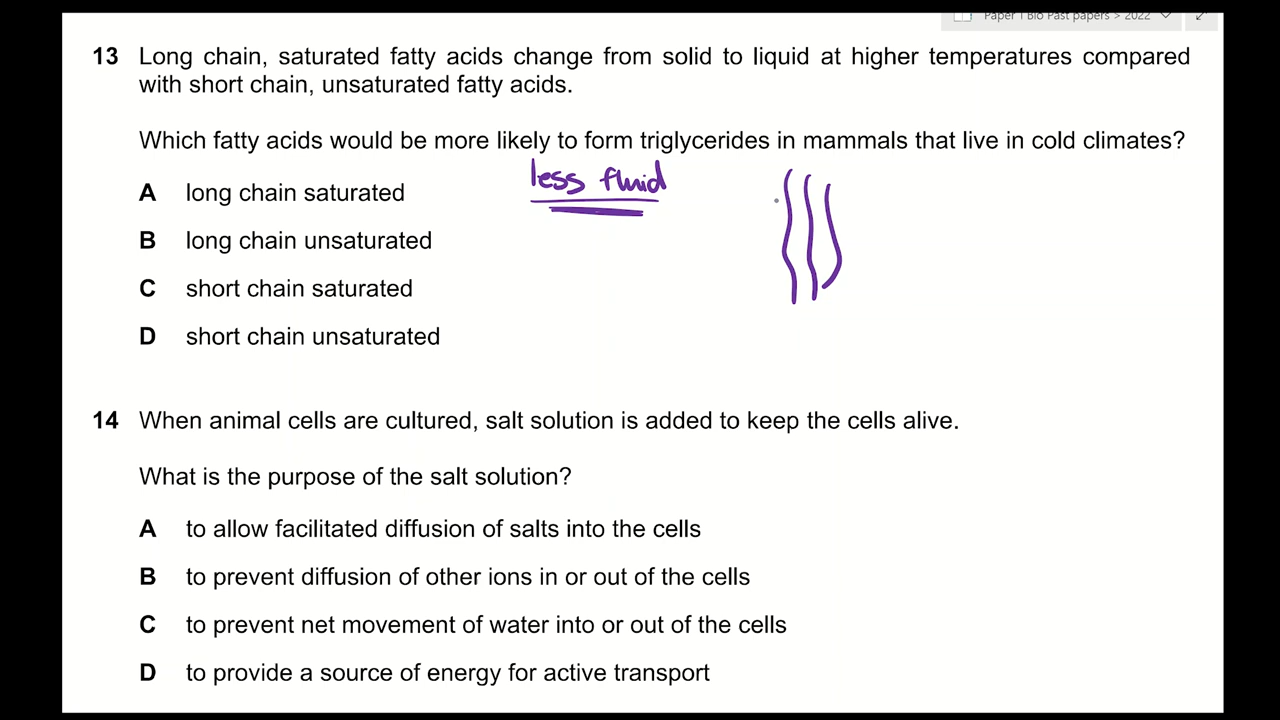 Paper 1 Bio Past papers > 2022
13 Long chain, saturated fatty acids change from solid to liquid at higher temperatures compared
with short chain, unsaturated fatty acids.
Which fatty acids would be more likely to form triglycerides in mammals that live in cold climates?
less fluid
A long chain saturated
B long chain unsaturated
C short chain saturated
D short chain unsaturated
14 When animal cells are cultured, salt solution is added to keep the cells alive.
What is the purpose of the salt solution?
A to allow facilitated diffusion of salts into the cells
B to prevent diffusion of other ions in or out of the cells
C to prevent net movement of water into or out of the cells
D to provide a source of energy for active transport